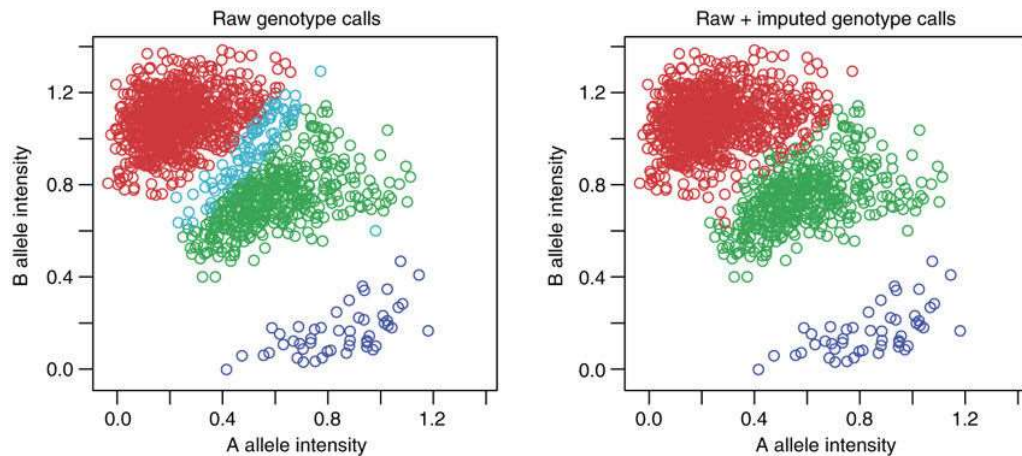 Raw genotype calls
B allele intensity
1.2
0.8
0.4
0.0
0.0 0.4 0.8 1.2
A allele intensity
Raw + imputed genotype calls
B allele intensity
1.2
0.8
0.4
0.0
0.0 0.4 0.8 1.2
A allele intensity